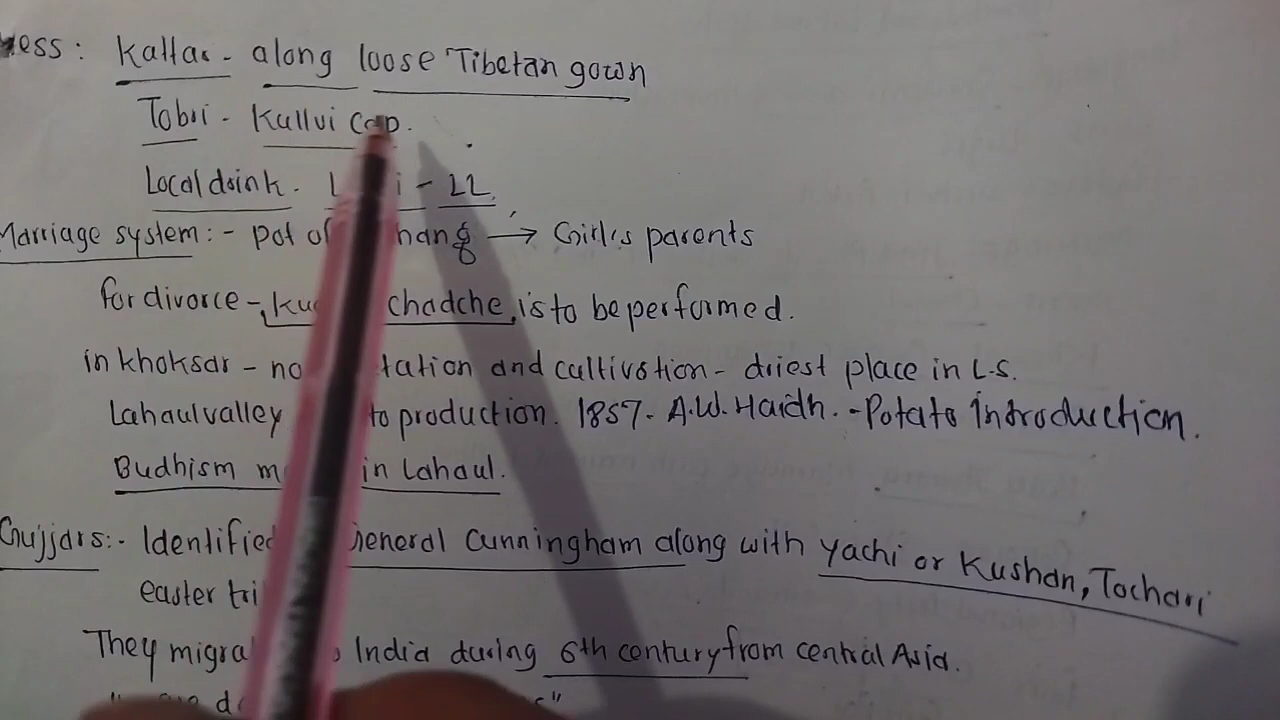 ess: Kattar- along loose Tibetan gown
Tobri - Kullvi Cap.
Local drink. L i - LL
Marriage system:- pot of hang → Girl's parents
for divorce - chadche, is to be performed.
in khoksar - no tation and cultivation - driest place in L.S.
Lahaul valley to production. 1857- A.W. Haidh. -Potato Introduction.
Budhism m in Lahaul.
Gujjars:- Identified General Cunningham along with Yachi or Kushan, Tochari
easter tri
They migra India during 6th century from central Asia.